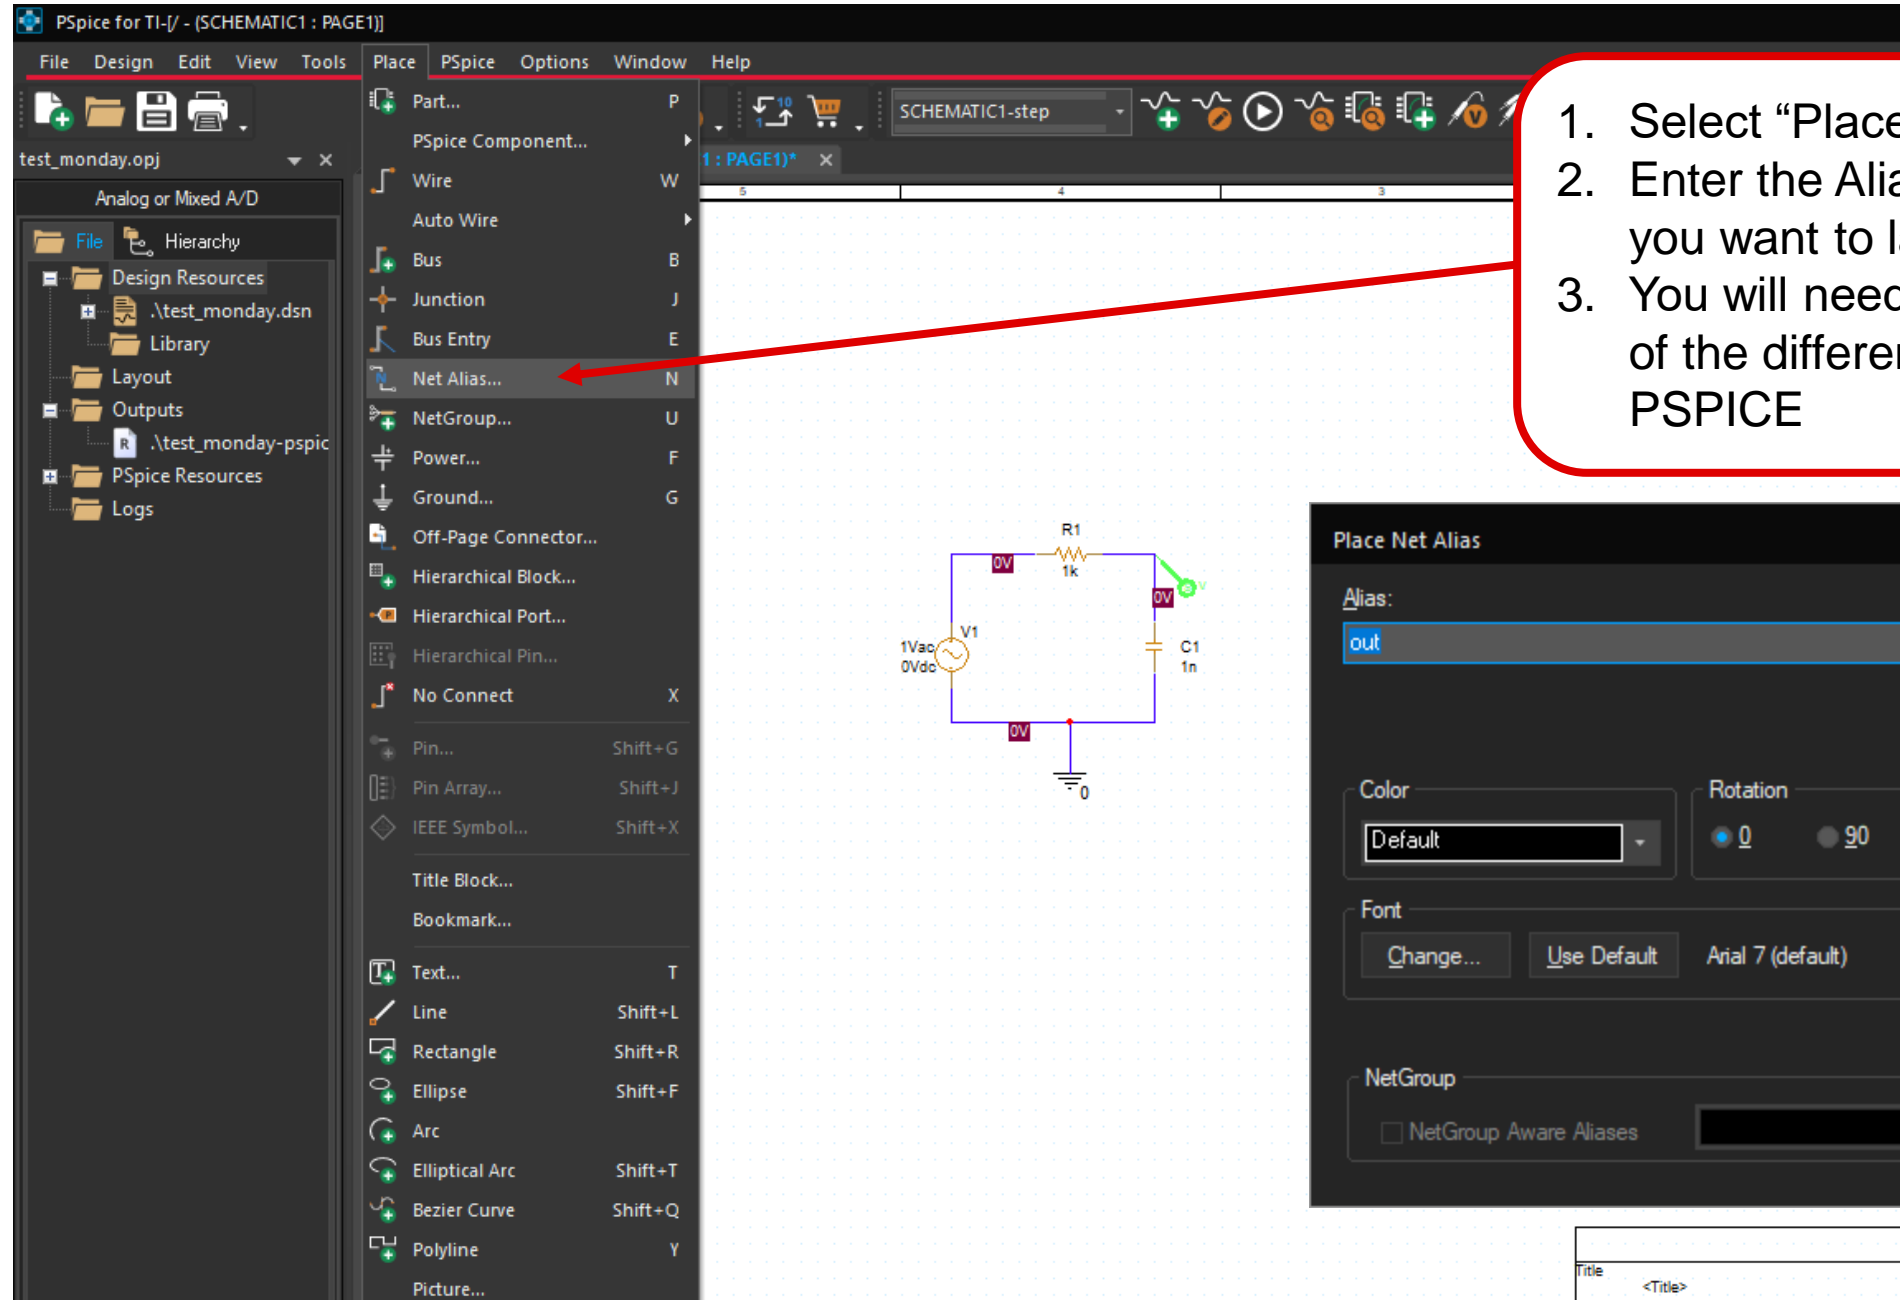 PSpice for TI-[/ - (SCHEMATIC1 : PAGE1)]
File Design Edit View Tools Place PSpice Options Window Help
SCHEMATIC1-step
test_monday.opj
1 : PAGE1)*
Analog or Mixed A/D
File Hierarchy
Design Resources
.\test_monday.dsn
Library
Layout
Outputs
.\test_monday-pspic
PSpice Resources
Logs
Part... P
PSpice Component...
Wire W
Auto Wire
Bus B
Junction J
Bus Entry E
Net Alias... N
NetGroup... U
Power... F
Ground... G
Off-Page Connector...
Hierarchical Block...
Hierarchical Port...
Hierarchical Pin...
No Connect X
Pin... Shift+G
Pin Array... Shift+J
IEEE Symbol... Shift+X
Title Block...
Bookmark...
Text... T
Line Shift+L
Rectangle Shift+R
Ellipse Shift+F
Arc
Elliptical Arc Shift+T
Bezier Curve Shift+Q
Polyline Y
Picture...
5 4 3
1. Select “Place
2. Enter the Alia
you want to la
3. You will need
of the differen
PSPICE
R1
1k
0V
0V
V
V1
1Vac
0Vdc
C1
1n
0V
0
Place Net Alias
Alias:
out
Color
Default
Rotation
0 90
Font
Change... Use Default Arial 7 (default)
NetGroup
NetGroup Aware Aliases
Title
<Title>